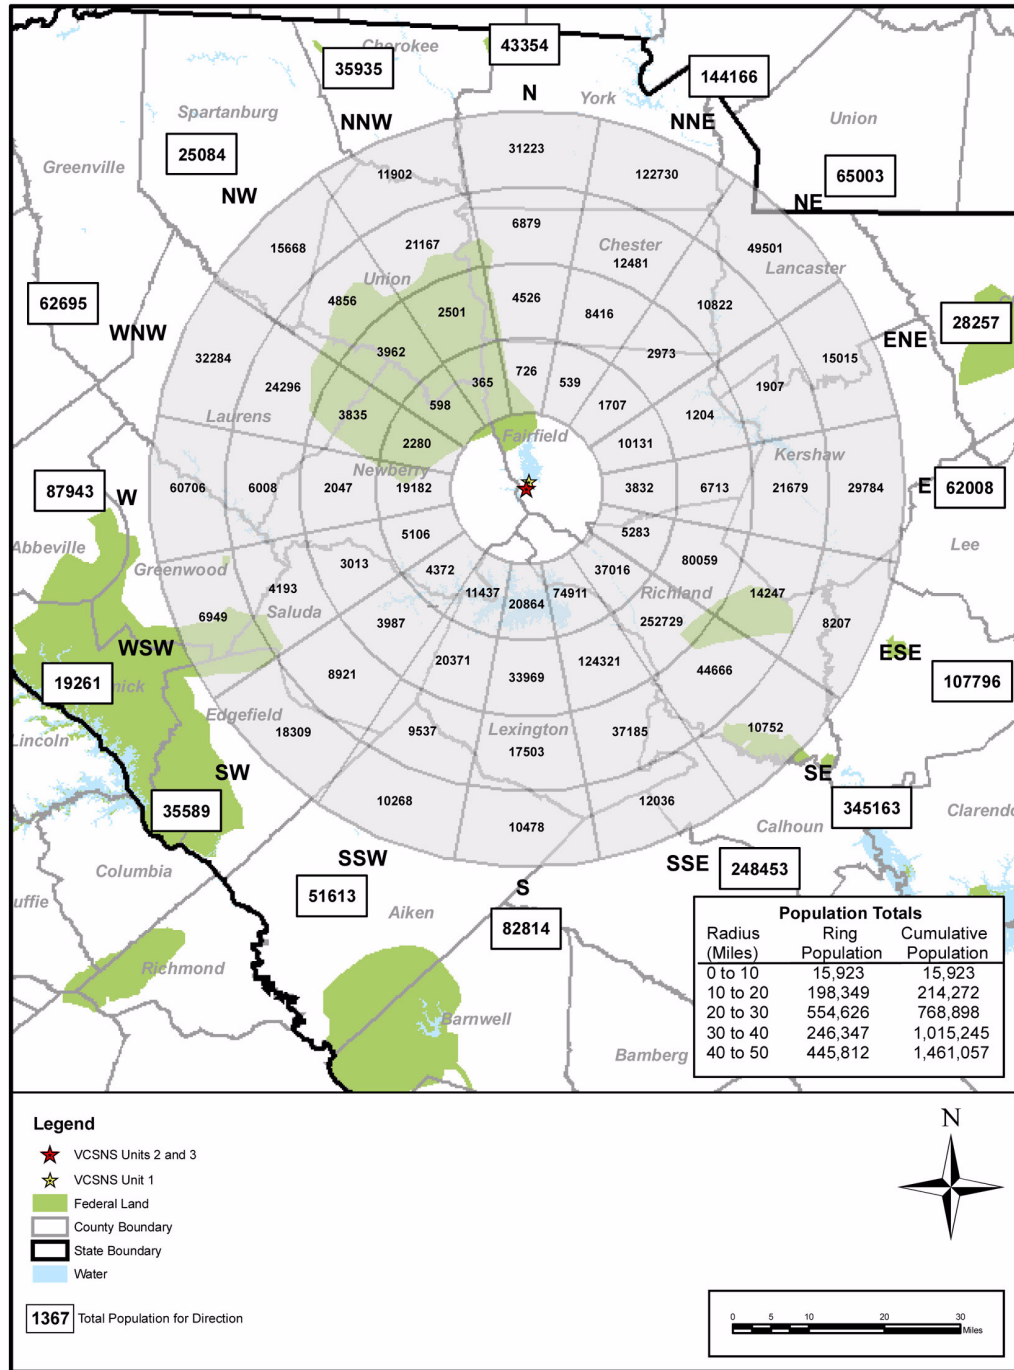 Cherokee
43354
35935
144166
N
York
Spartanburg
NNW
NNE
Union
31223
25084
Greenville
11902
122730
65003
NW
NE
6879
15668
21167
Chester
49501
12481
Lancaster
Union
62695
4856
4526
10822
28257
2501
8416
WNW
ENE
32284
3962
2973
15015
726
24296
365
539
1907
598
1707
Laurens
3835
1204
2280
Fairfield
10131
Kershaw
Newberry
87943
W
60706
6008
2047
19182
3832
6713
21679
29784
E
62008
5106
5283
Abbeville
Lee
3013
80059
Greenwood
4372
37016
4193
11437
20864
74911
Richland
14247
Saluda
6949
3987
252729
8207
WSW
ESE
20371
124321
19261
mick
8921
33969
44666
107796
Edgefield
Lincoln
18309
9537
Lexington
37185
10752
17503
SW
SE
35589
10268
12036
345163
Clarendo
10478
Calhoun
SSW
SSE
Columbia
248453
S
51613
uffie
Aiken
82814
Richmond
Barnwell
Bamberg
Population Totals
Radius Ring Cumulative
(Miles) Population Population
0 to 10 15,923 15,923
10 to 20 198,349 214,272
20 to 30 554,626 768,898
30 to 40 246,347 1,015,245
40 to 50 445,812 1,461,057
Legend
VCSNS Units 2 and 3
VCSNS Unit 1
Federal Land
County Boundary
State Boundary
Water
1367 Total Population for Direction
N
0 5 10 20 30
Miles